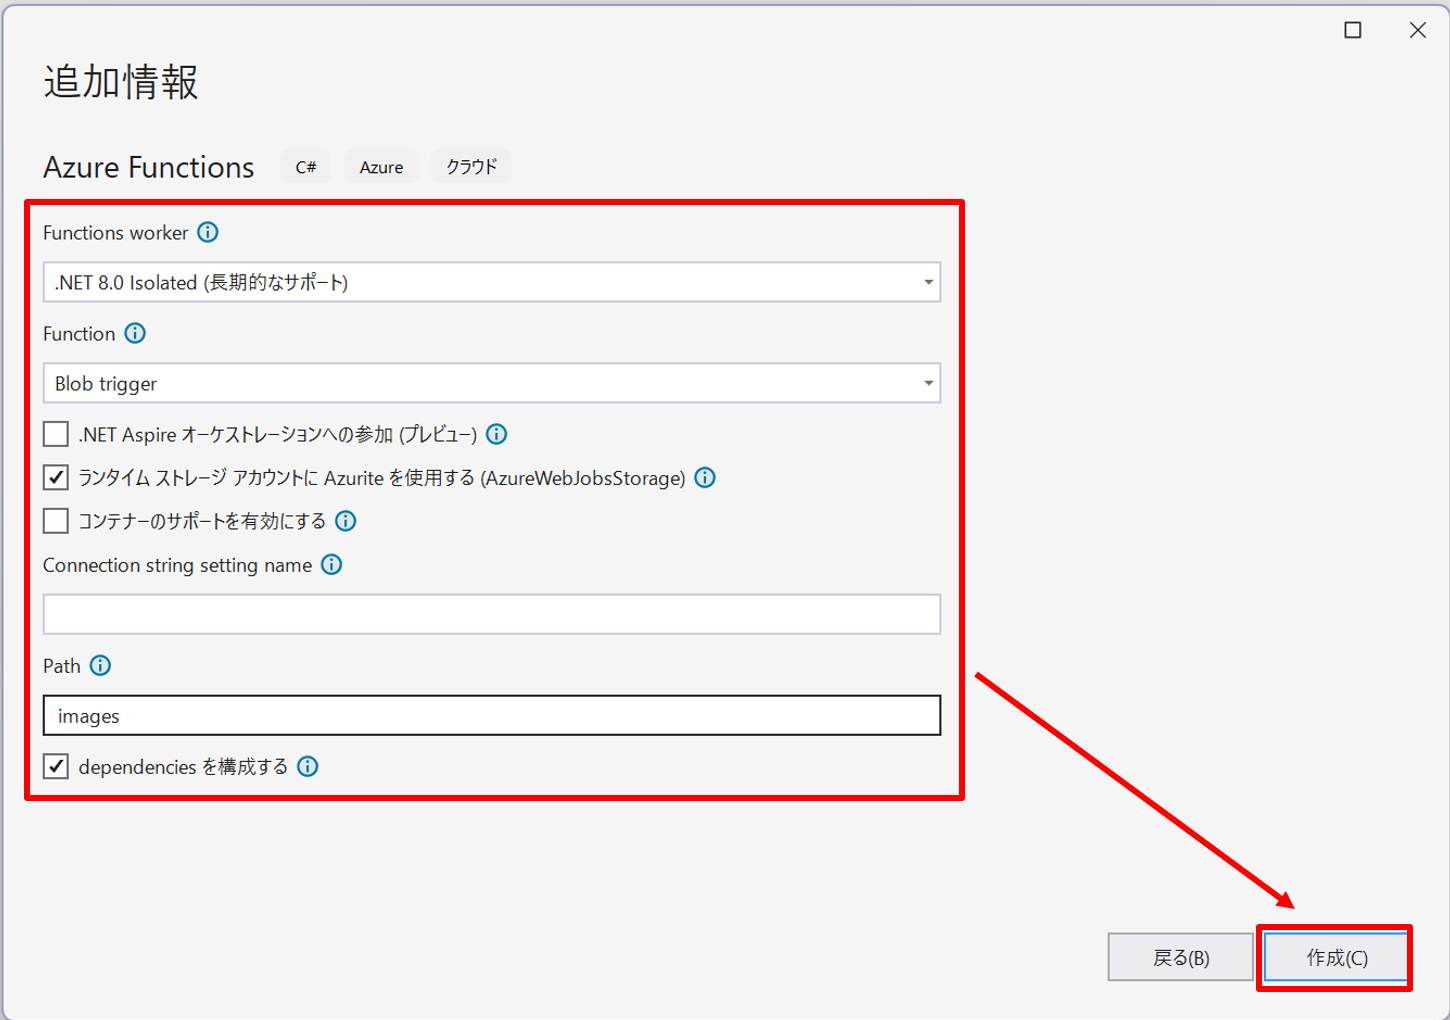 追加情報
Azure Functions C# Azure クラウド
Functions worker
.NET 8.0 Isolated (長期的なサポート)
Function
Blob trigger
.NET Aspire オーケストレーションへの参加 (プレビュー)
ランタイム ストレージ アカウントに Azurite を使用する (AzureWebJobsStorage)
コンテナーのサポートを有効にする
Connection string setting name
Path
images
dependencies を構成する
戻る(B) 作成(C)